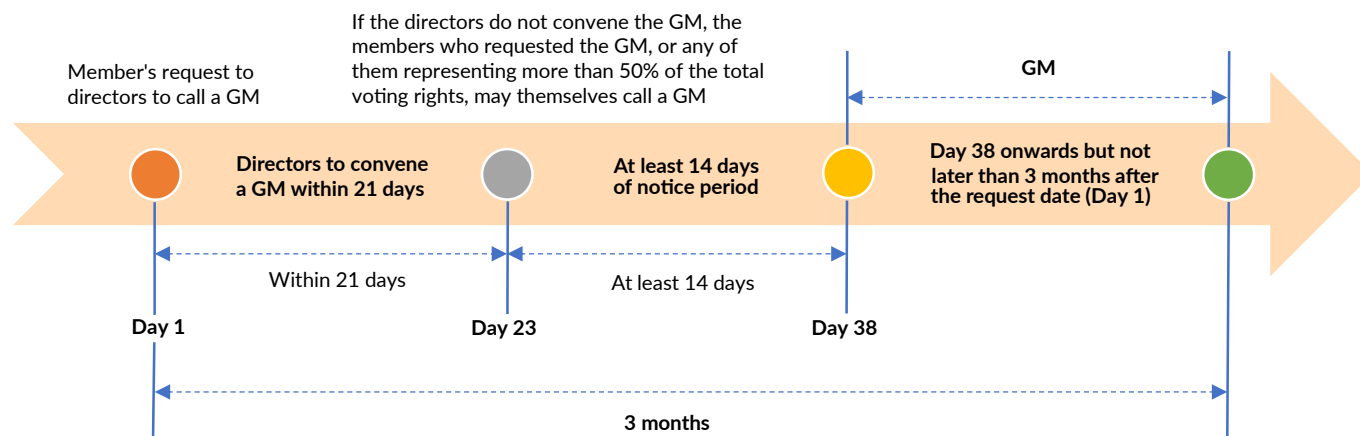 Member's request to
directors to call a GM
If the directors do not convene the GM, the
members who requested the GM, or any of
them representing more than 50% of the total
voting rights, may themselves call a GM
GM
Directors to convene
a GM within 21 days
At least 14 days
of notice period
Day 38 onwards but not
later than 3 months after
the request date (Day 1)
Within 21 days
At least 14 days
Day 1
Day 23
Day 38
3 months